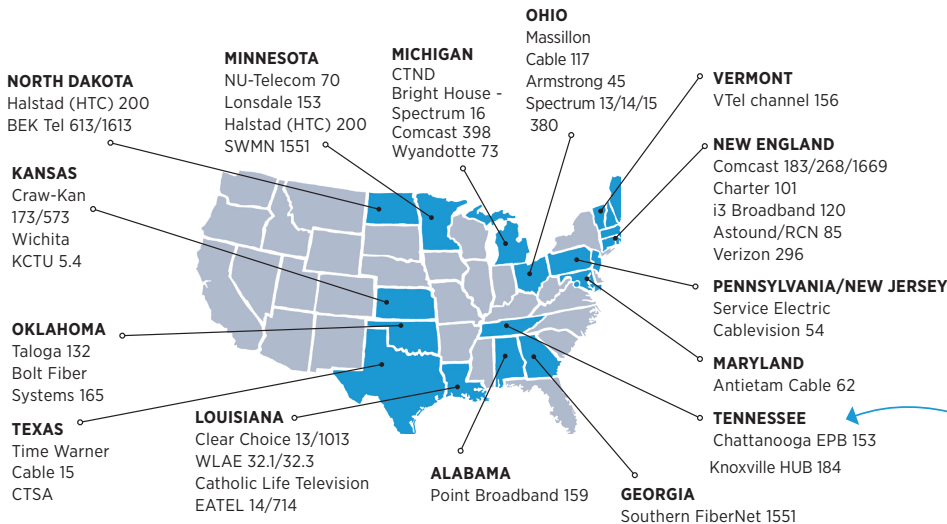 NORTH DAKOTA
Halstad (HTC) 200
BEK Tel 613/1613
MINNESOTA
NU-Telecom 70
Lonsdale 153
Halstad (HTC) 200
SWMN 1551
MICHIGAN
CTND
Bright House -
Spectrum 16
Comcast 398
Wyandotte 73
OHIO
Massillon
Cable 117
Armstrong 45
Spectrum 13/14/15
380
VERMONT
VTel channel 156
NEW ENGLAND
Comcast 183/268/1669
Charter 101
i3 Broadband 120
Astound/RCN 85
Verizon 296
PENNSYLVANIA/NEW JERSEY
Service Electric
Cablevision 54
MARYLAND
Antietam Cable 62
TENNESSEE
Chattanooga EPB 153
Knoxville HUB 184
KANSAS
Craw-Kan
173/573
Wichita
KCTU 5.4
OKLAHOMA
Taloga 132
Bolt Fiber
Systems 165
TEXAS
Time Warner
Cable 15
CTSA
LOUISIANA
Clear Choice 13/1013
WLAE 32.1/32.3
Catholic Life Television
EATEL 14/714
ALABAMA
Point Broadband 159
GEORGIA
Southern FiberNet 1551